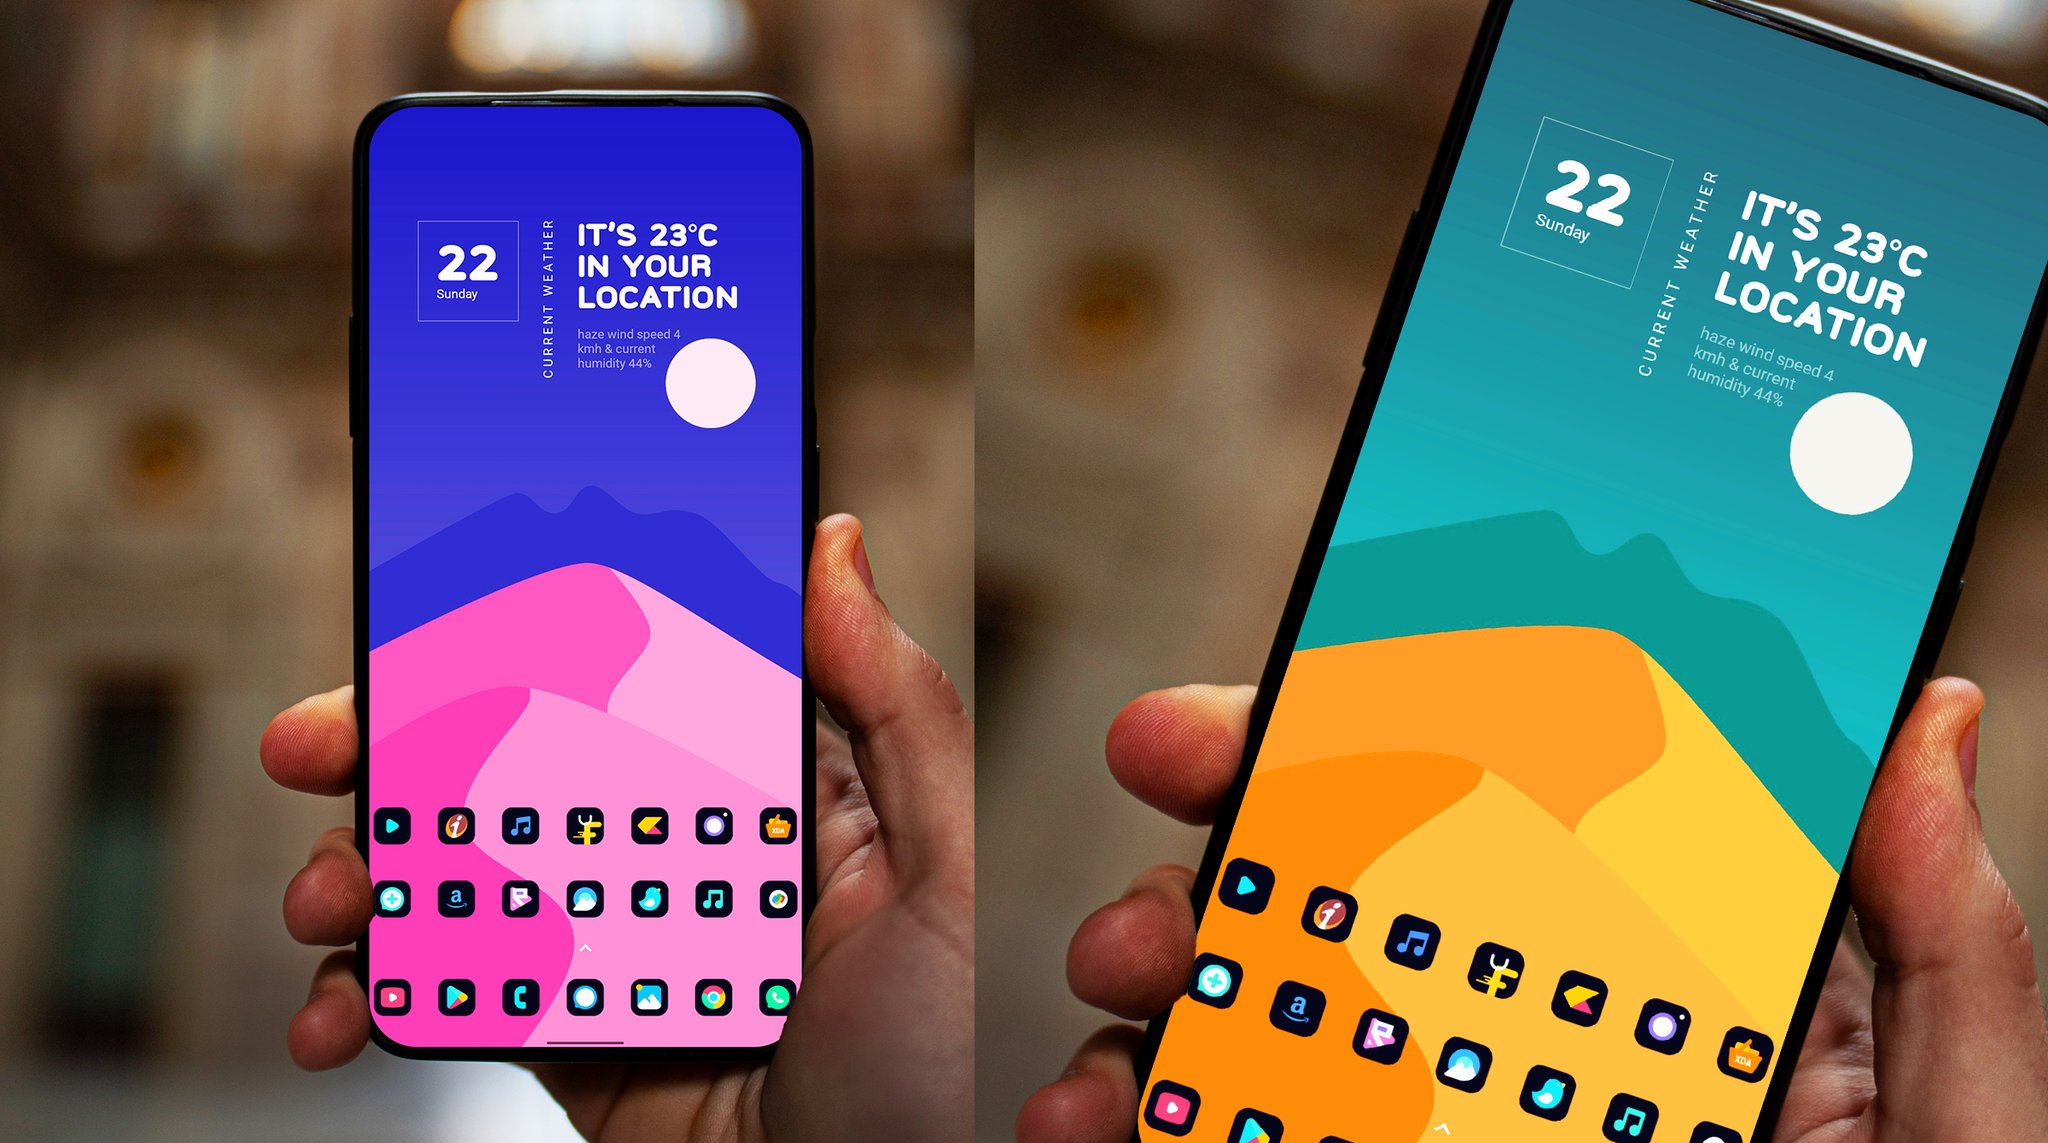 22
Sunday
CURRENT WEATHER
IT'S 23°C
IN YOUR
LOCATION
haze wind speed 4
kmh & current
humidity 44%
XDA
a
22
Sunday
CURRENT WEATHER
IT'S 23°C
IN YOUR
LOCATION
haze wind speed 4
kmh & current
humidity 44%
XDA
a